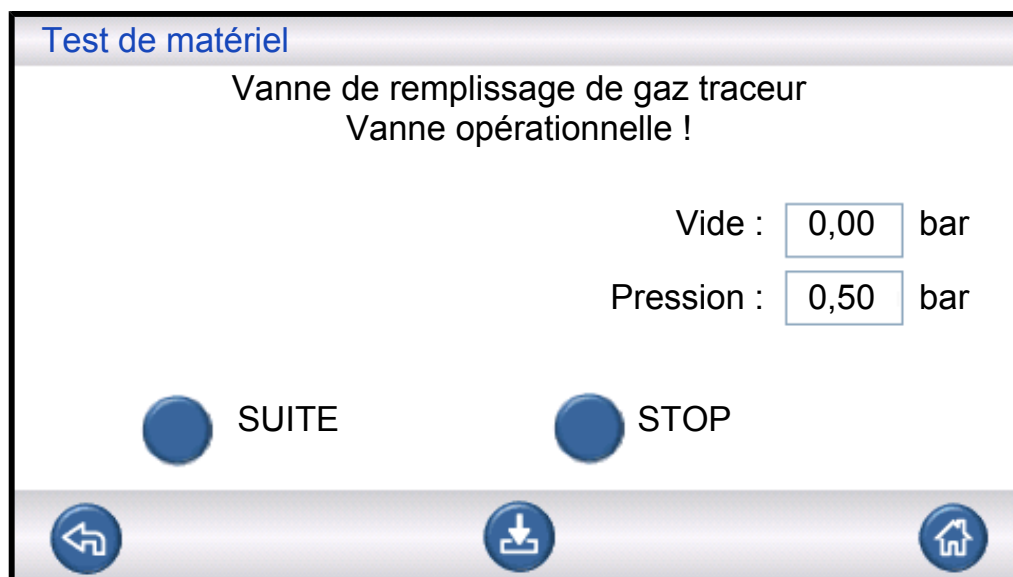 Test de matériel
Vanne de remplissage de gaz traceur
Vanne opérationnelle !
Vide : 0,00 bar
Pression : 0,50 bar
SUITE STOP